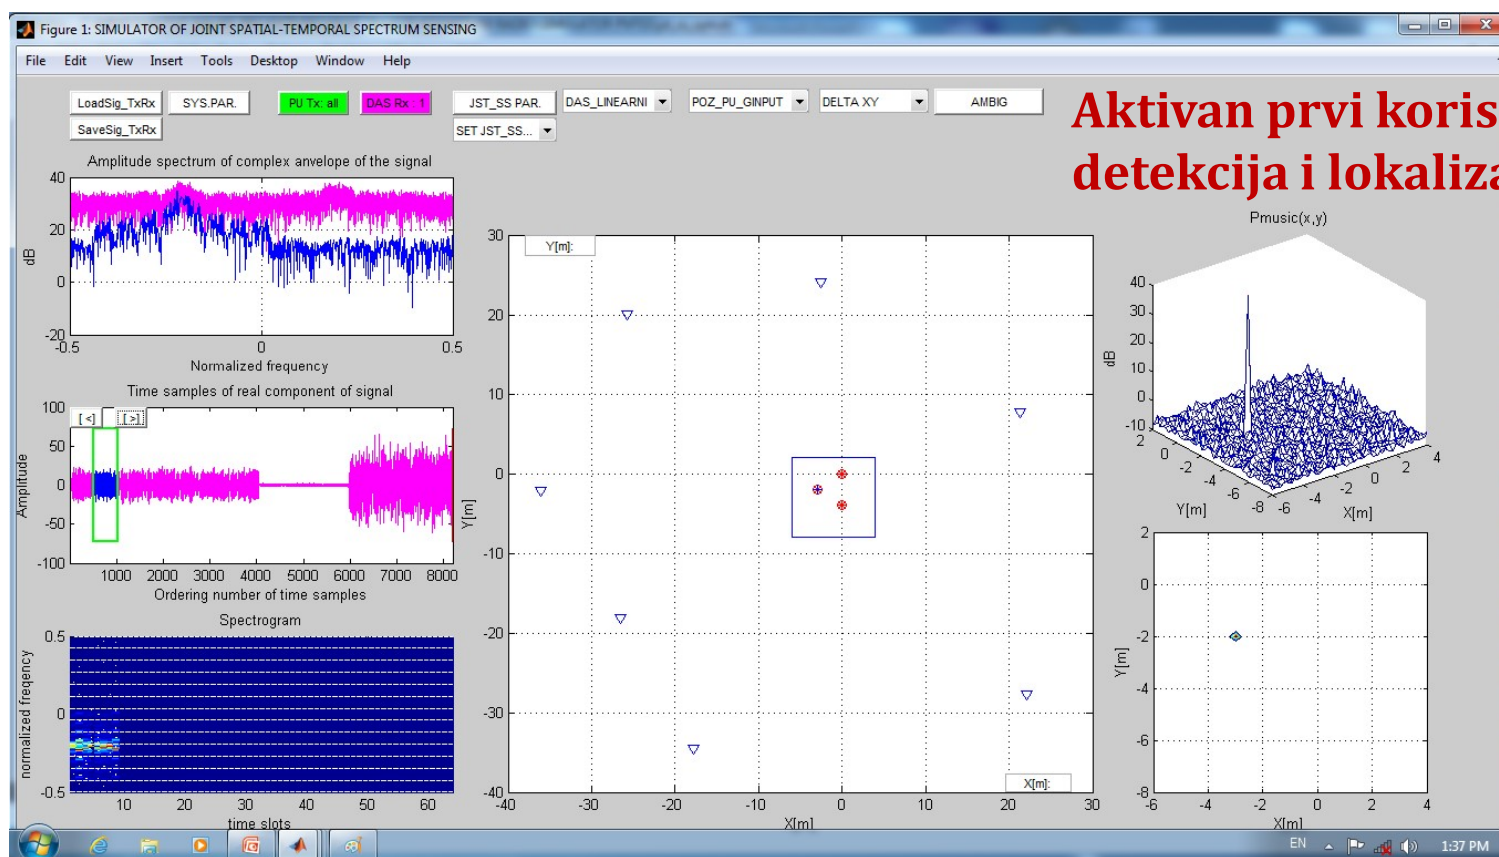 Figure 1: SIMULATOR OF JOINT SPATIAL-TEMPORAL SPECTRUM SENSING
File Edit View Insert Tools Desktop Window Help
LoadSig_TxRx SYS.PAR. PU Tx: all DAS Rx : 1 JST_SS PAR. DAS_LINEARNI POZ_PU_GINPUT DELTA XY AMBIG
SaveSig_TxRx SET JST_SS...
Aktivan prvi koris
detekcija i lokaliza
Amplitude spectrum of complex anvelope of the signal
40
20
0
-20
dB
-0.5 0 0.5
Normalized frequency
Time samples of real component of signal
[ <] [ >]
100
50
0
-50
-100
Amplitude
1000 2000 3000 4000 5000 6000 7000 8000
Ordering number of time samples
Spectrogram
0.5
0
-0.5
normalized freqency
10 20 30 40 50 60
time slots
Y[m]:
30
20
10
0
-10
-20
-30
-40
Y[m]
X[m]:
-40 -30 -20 -10 0 10 20 30
X[m]
Pmusic(x,y)
40
30
20
10
0
-10
dB
2 0 -2 -4 -6 -8
Y[m]
-6 -4 -2 0 2 4
X[m]
2
0
-2
-4
-6
-8
Y[m]
-6 -4 -2 0 2 4
X[m]
EN 1:37 PM